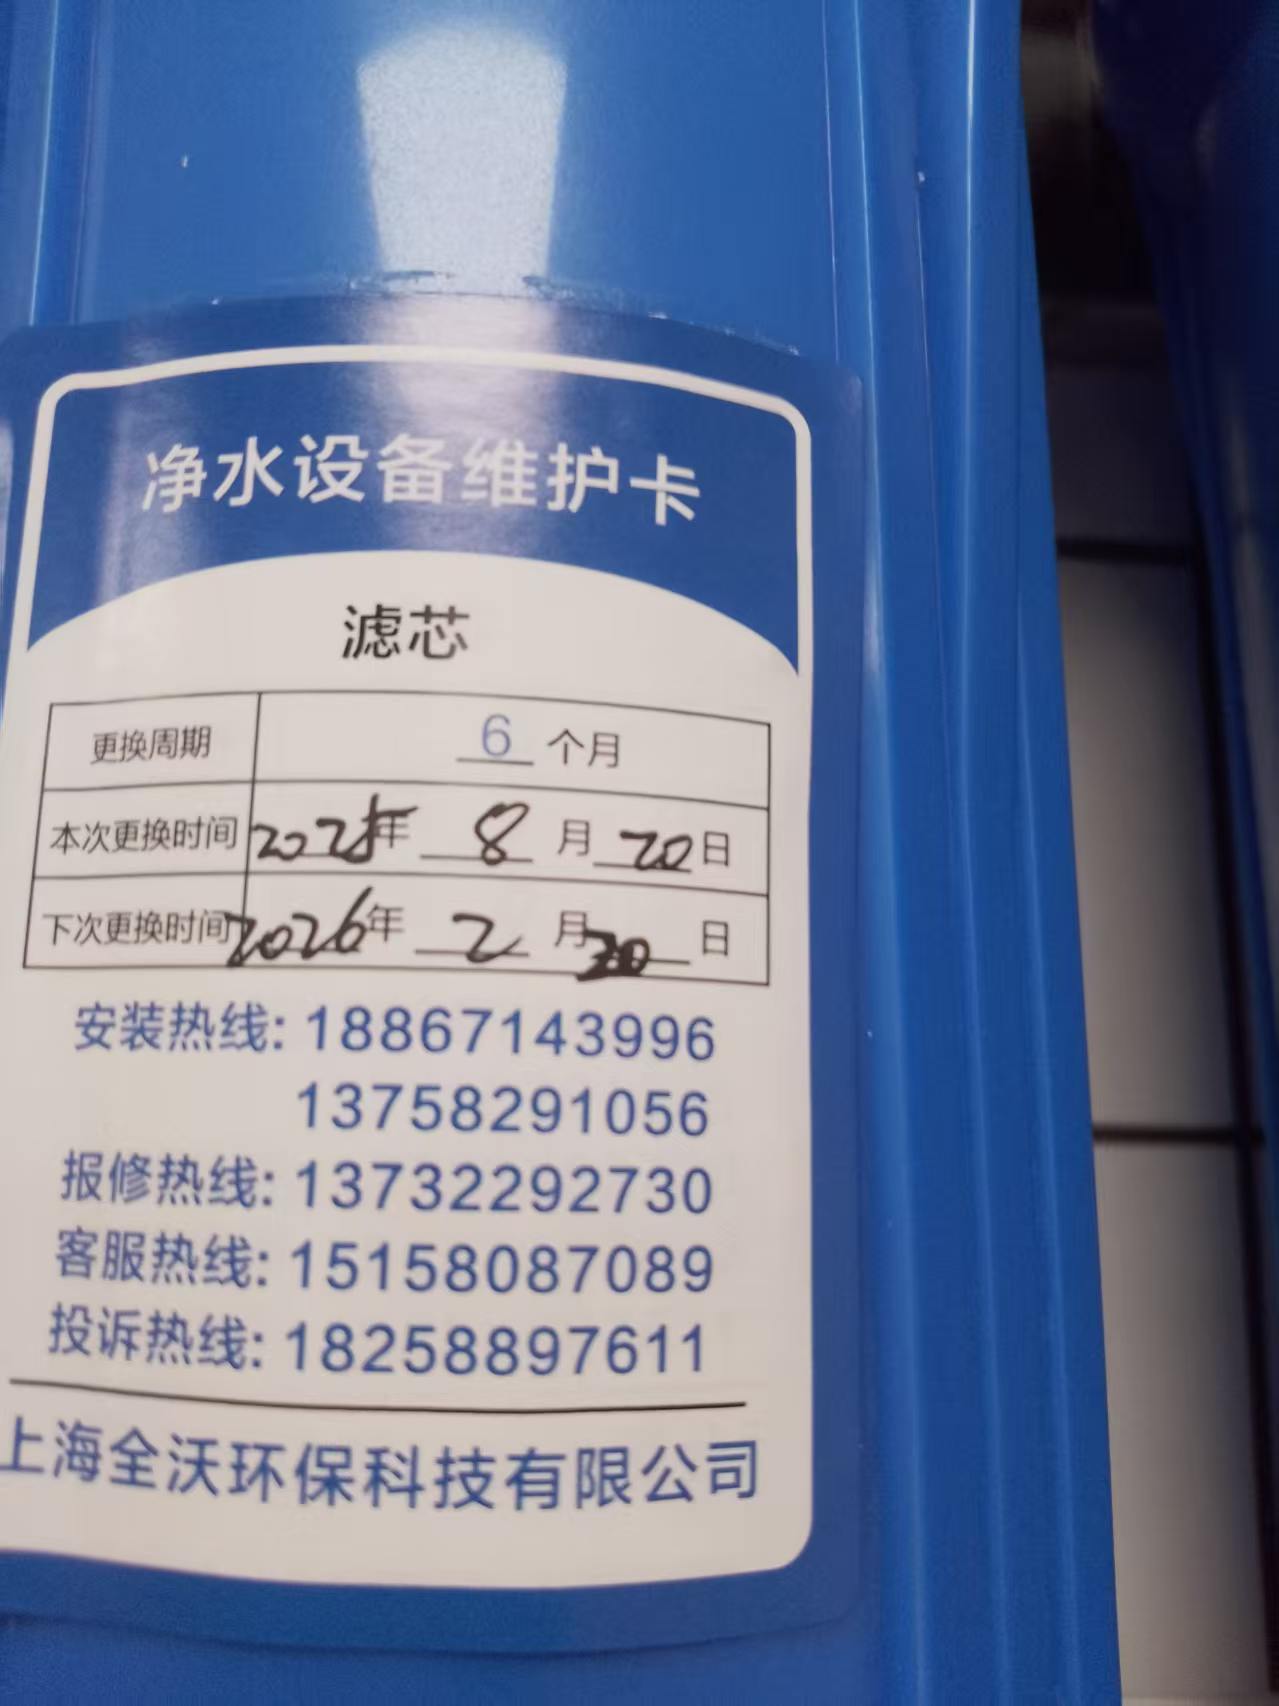 净水设备维护卡
滤芯
更换周期 6 个月
本次更换时间 2025年 8 月 20 日
下次更换时间 2026年 2 月 20 日
安装热线: 18867143996
13758291056
报修热线: 13732292730
客服热线: 15158087089
投诉热线: 18258897611
上海全沃环保科技有限公司